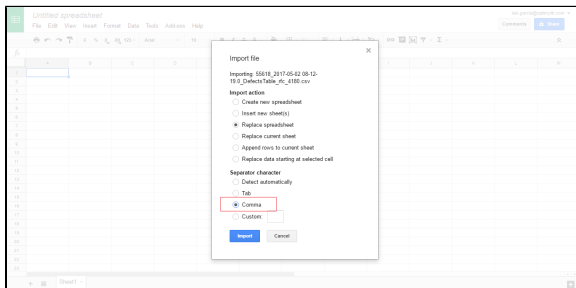 Untitled spreadsheet
File Edit View Insert Format Data Tools Add-ons Help
Comments
Share
Import file
Importing: 55618_2017-05-02 08-12-
19.0_DefectsTable_rfc_4180.csv
Import action
Create new spreadsheet
Insert new sheet(s)
Replace spreadsheet
Replace current sheet
Append rows to current sheet
Replace data starting at selected cell
Separator character
Detect automatically
Tab
Comma
Custom:
Import Cancel
Sheet1